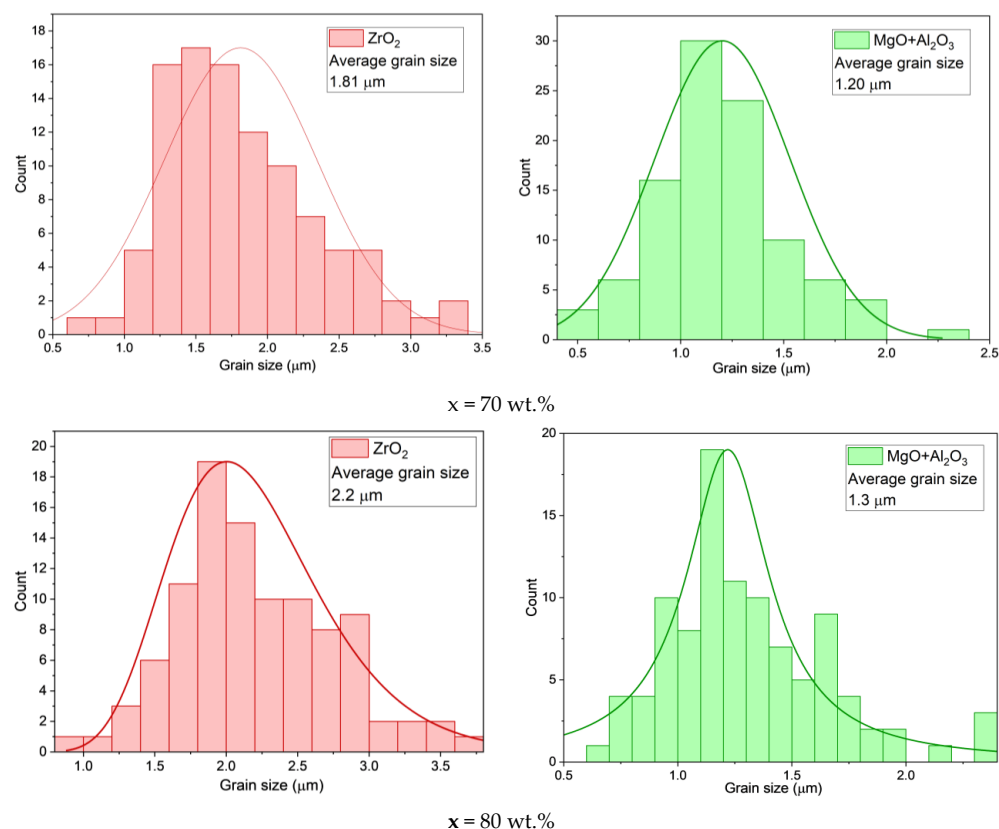 ZrO₂
Average grain size
1.81 μm
Count
18
16
14
12
10
8
6
4
2
0
0.5 1.0 1.5 2.0 2.5 3.0 3.5
Grain size (μm)
MgO+Al₂O₃
Average grain size
1.20 μm
Count
30
25
20
15
10
5
0
0.5 1.0 1.5 2.0 2.5
Grain size (μm)
x = 70 wt.%
ZrO₂
Average grain size
2.2 μm
Count
20
18
16
14
12
10
8
6
4
2
0
1.0 1.5 2.0 2.5 3.0 3.5
Grain size (μm)
MgO+Al₂O₃
Average grain size
1.3 μm
Count
20
15
10
5
0
0.5 1.0 1.5 2.0
Grain size (μm)
x = 80 wt.%